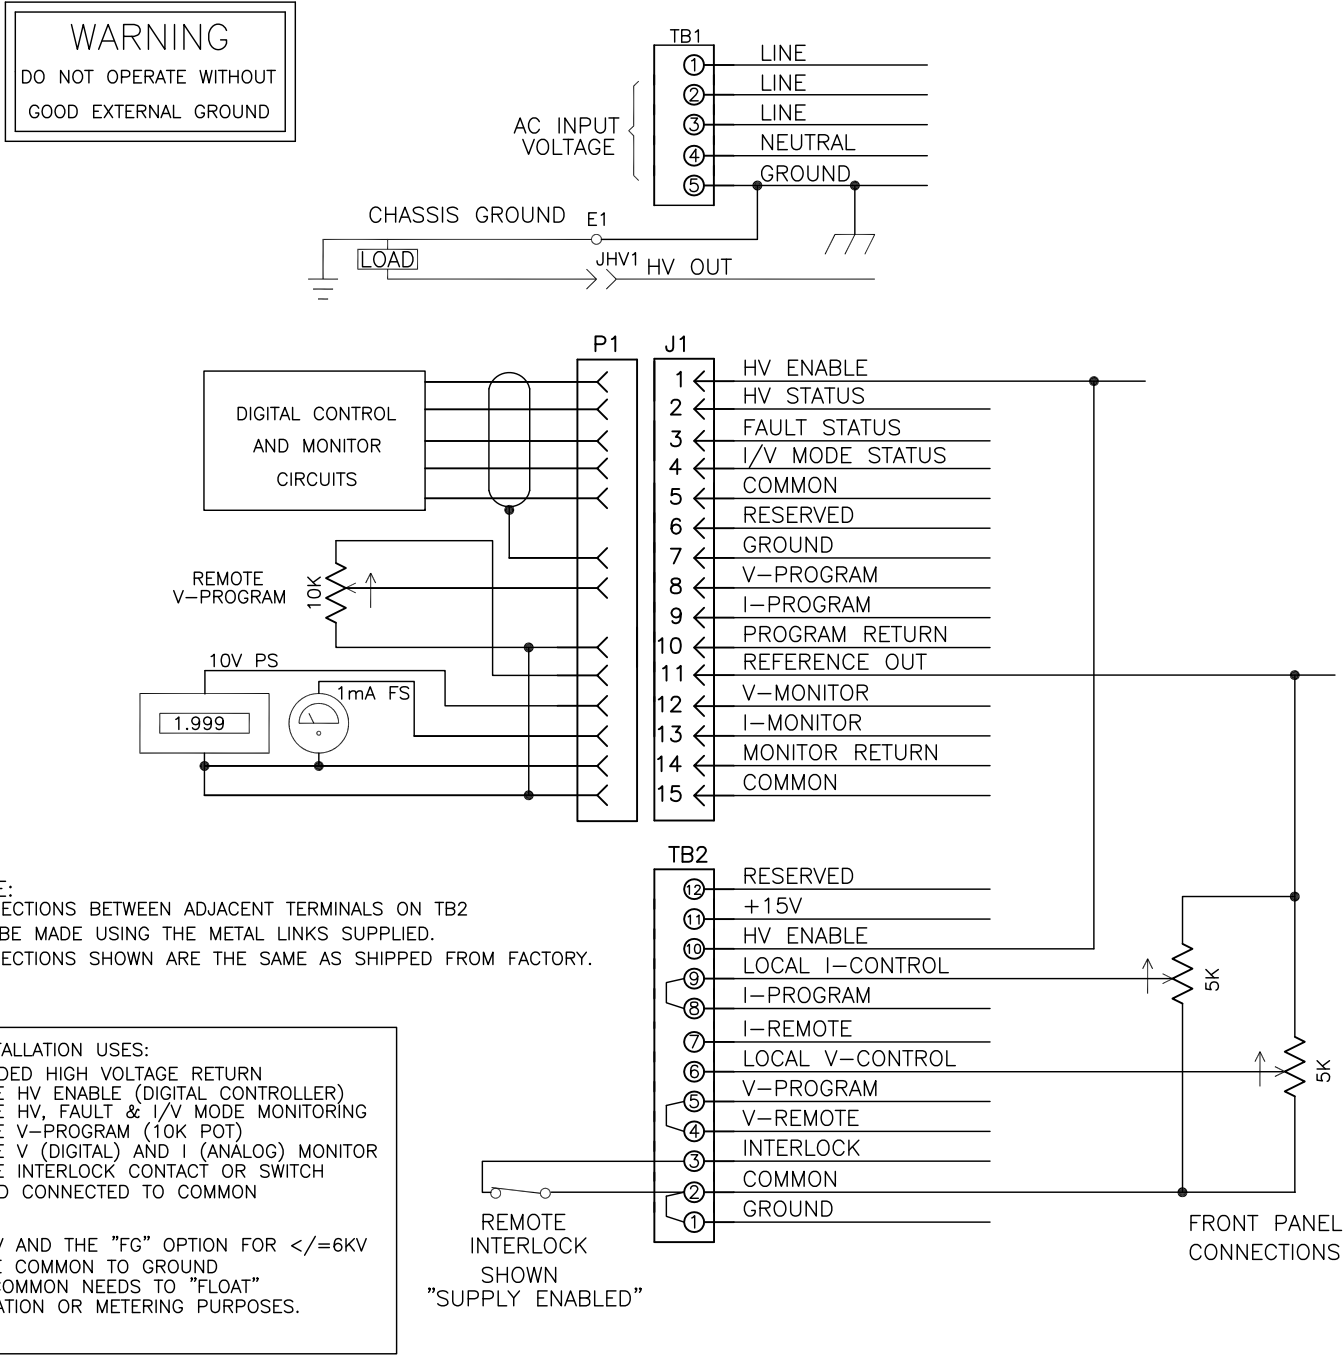 WARNING
DO NOT OPERATE WITHOUT
GOOD EXTERNAL GROUND
TB1
1 LINE
2 LINE
3 LINE
4 NEUTRAL
5 GROUND
AC INPUT
VOLTAGE
CHASSIS GROUND E1
LOAD
JHV1 HV OUT
P1 J1
1 HV ENABLE
2 HV STATUS
3 FAULT STATUS
4 I/V MODE STATUS
5 COMMON
6 RESERVED
7 GROUND
8 V-PROGRAM
9 I-PROGRAM
10 PROGRAM RETURN
11 REFERENCE OUT
12 V-MONITOR
13 I-MONITOR
14 MONITOR RETURN
15 COMMON
DIGITAL CONTROL
AND MONITOR
CIRCUITS
REMOTE
V-PROGRAM
10K
10V PS
1mA FS
1.999
TB2
12 RESERVED
11 +15V
10 HV ENABLE
9 LOCAL I-CONTROL
8 I-PROGRAM
7 I-REMOTE
6 LOCAL V-CONTROL
5 V-PROGRAM
4 V-REMOTE
3 INTERLOCK
2 COMMON
1 GROUND
5K
5K
FRONT PANEL
CONNECTIONS
E:
ECTIONS BETWEEN ADJACENT TERMINALS ON TB2
BE MADE USING THE METAL LINKS SUPPLIED.
ECTIONS SHOWN ARE THE SAME AS SHIPPED FROM FACTORY.
TALLATION USES:
DED HIGH VOLTAGE RETURN
E HV ENABLE (DIGITAL CONTROLLER)
E HV, FAULT & I/V MODE MONITORING
E V-PROGRAM (10K POT)
E V (DIGITAL) AND I (ANALOG) MONITOR
E INTERLOCK CONTACT OR SWITCH
D CONNECTED TO COMMON
V AND THE "FG" OPTION FOR </=6KV
E COMMON TO GROUND
COMMON NEEDS TO "FLOAT"
ATION OR METERING PURPOSES.
REMOTE
INTERLOCK
SHOWN
"SUPPLY ENABLED"